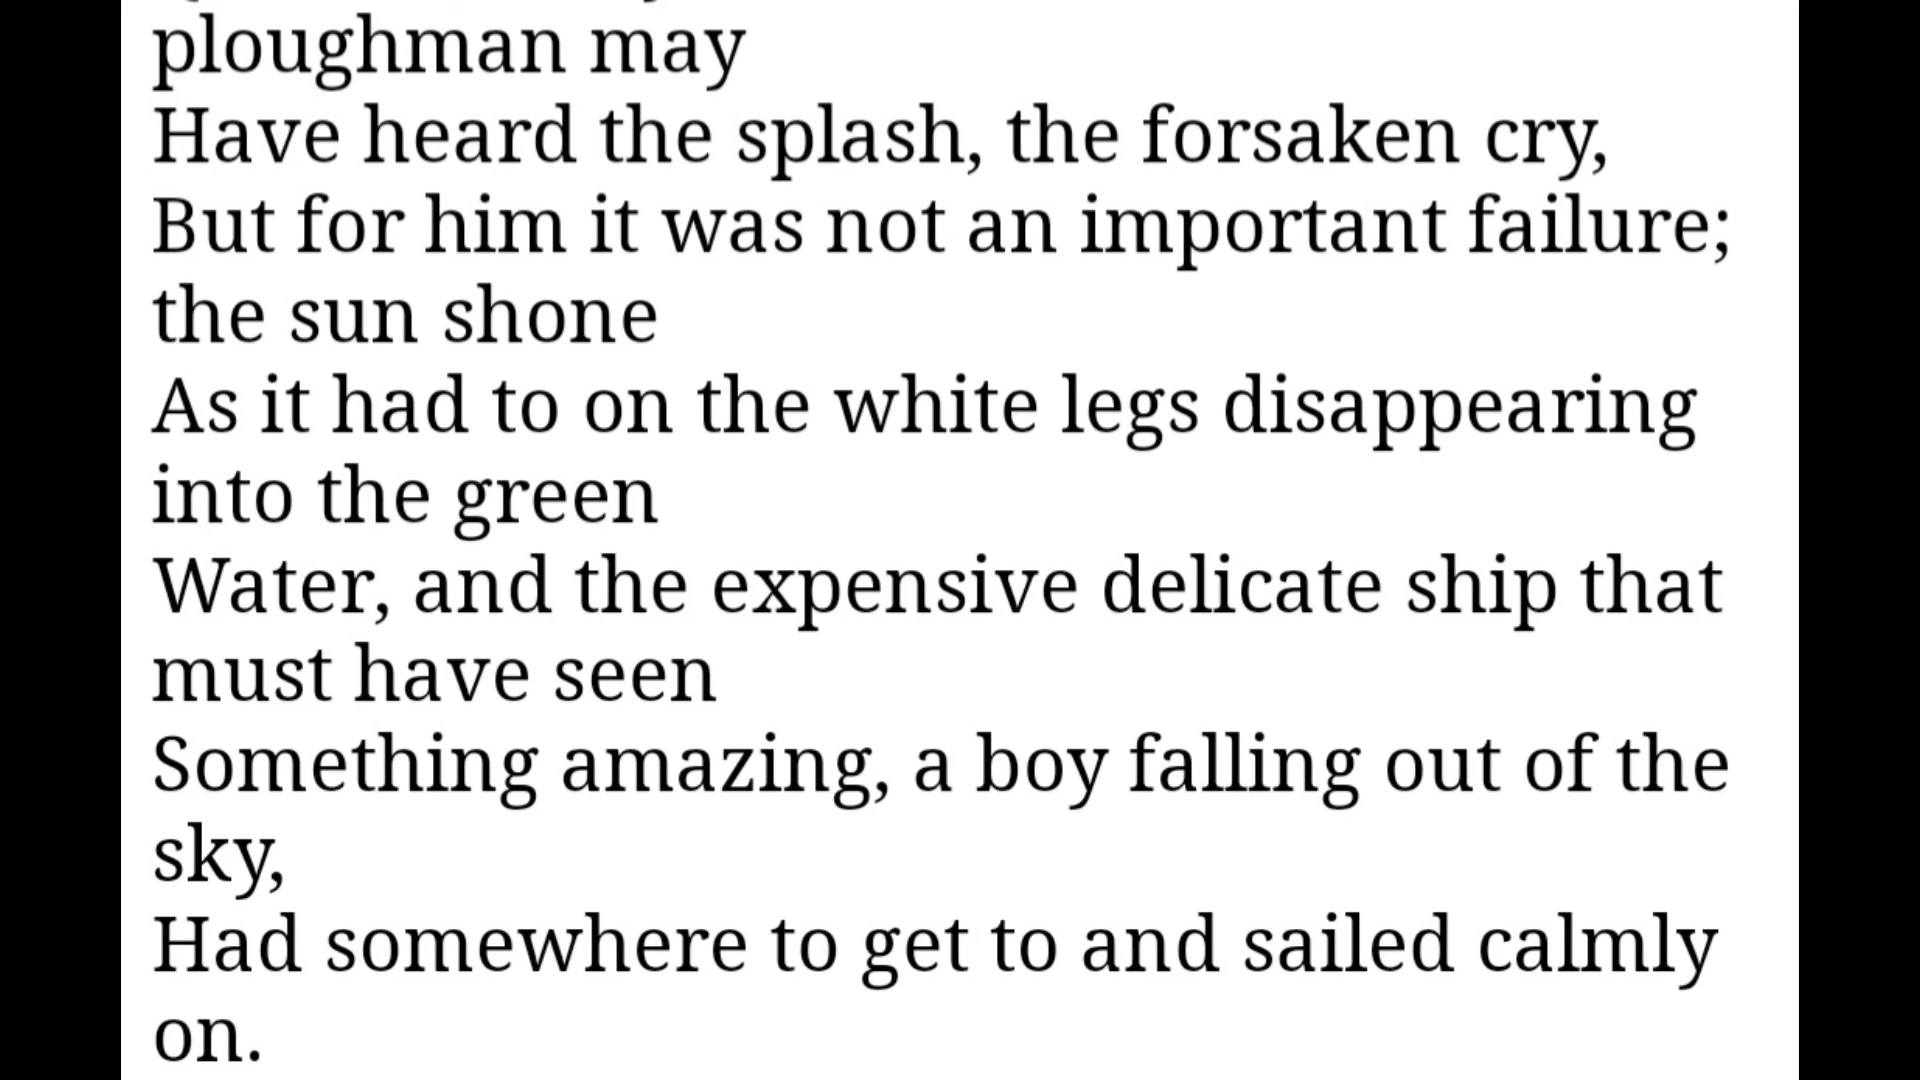 ploughman may
Have heard the splash, the forsaken cry,
But for him it was not an important failure;
the sun shone
As it had to on the white legs disappearing
into the green
Water, and the expensive delicate ship that
must have seen
Something amazing, a boy falling out of the
sky,
Had somewhere to get to and sailed calmly
on.